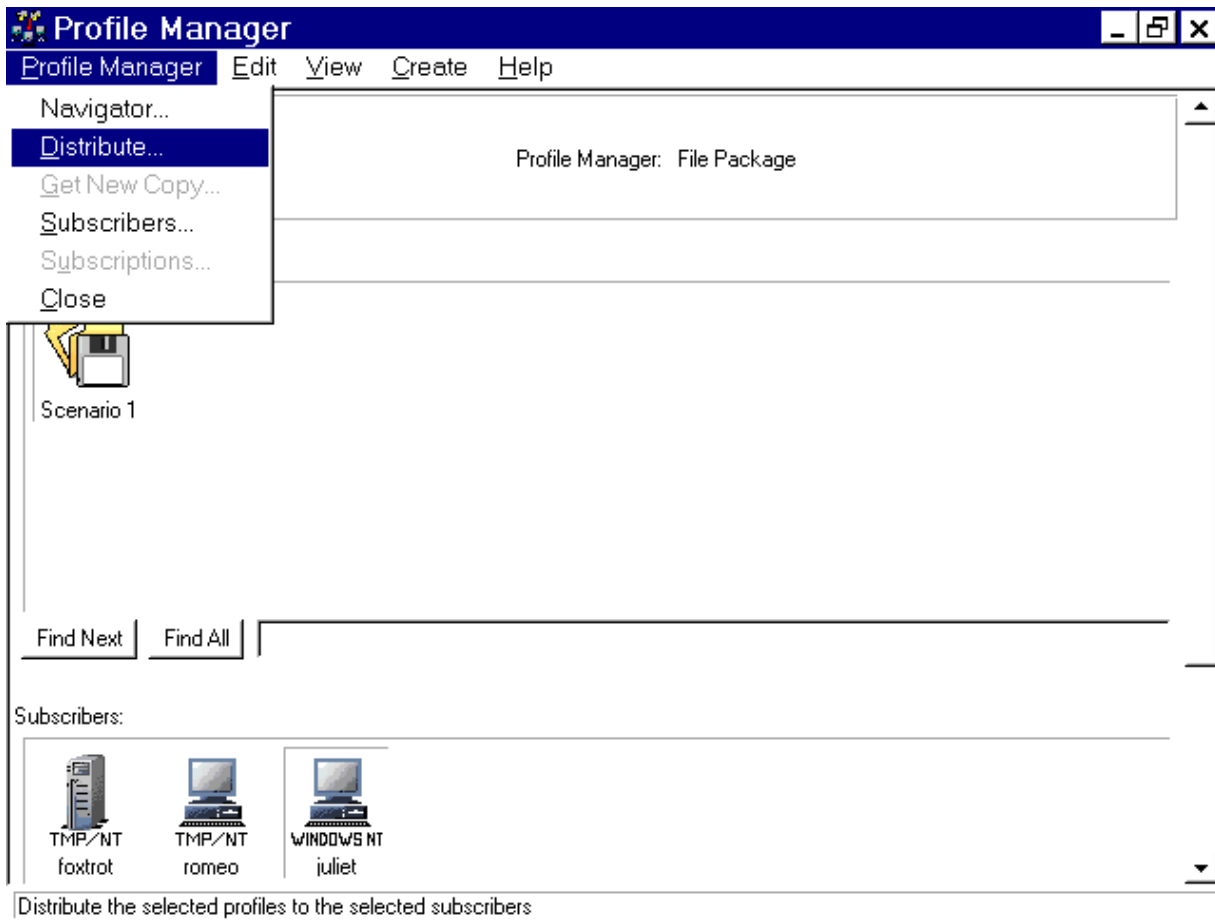 Profile Manager
Profile Manager Edit View Create Help
Navigator...
Distribute...
Get New Copy...
Subscribers...
Subscriptions...
Close
Profile Manager: File Package
Scenario 1
Find Next Find All
Subscribers:
TMP/NT TMP/NT WINDOWS NT
foxtrot romeo juliet
Distribute the selected profiles to the selected subscribers